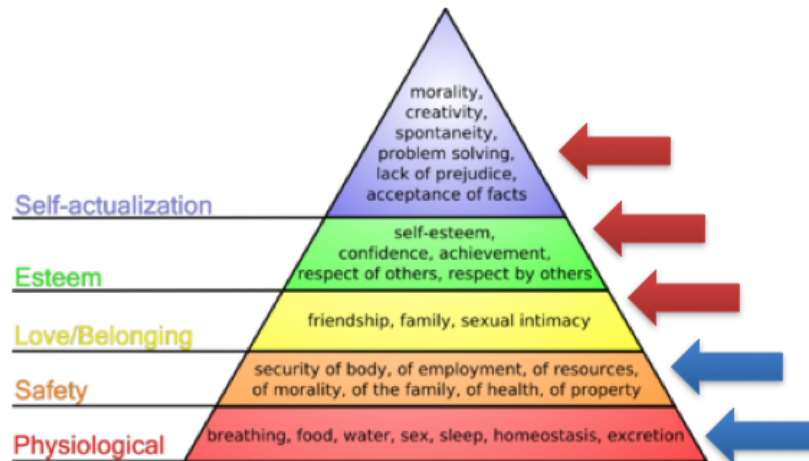 morality,
creativity,
spontaneity,
problem solving,
lack of prejudice,
acceptance of facts
Self-actualization
self-esteem,
confidence, achievement,
respect of others, respect by others
Esteem
friendship, family, sexual intimacy
Love/Belonging
security of body, of employment, of resources,
of morality, of the family, of health, of property
Safety
breathing, food, water, sex, sleep, homeostasis, excretion
Physiological